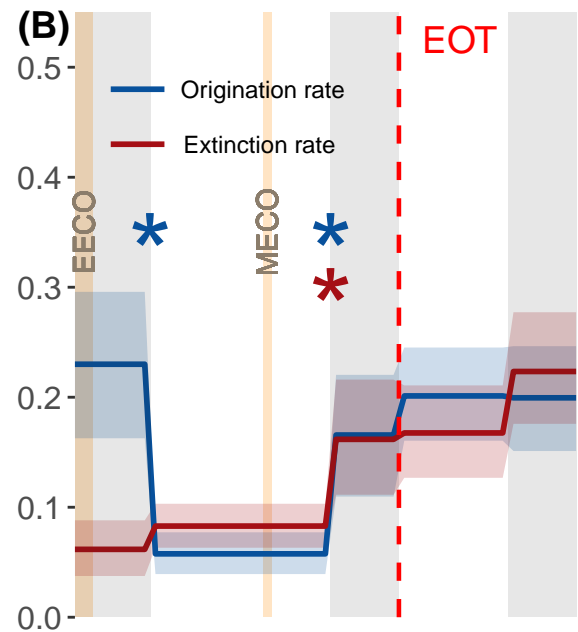 (B)
EOT
0.5
Origination rate
Extinction rate
0.4
EECO
*
MECO
*
*
0.3
0.2
0.1
0.0